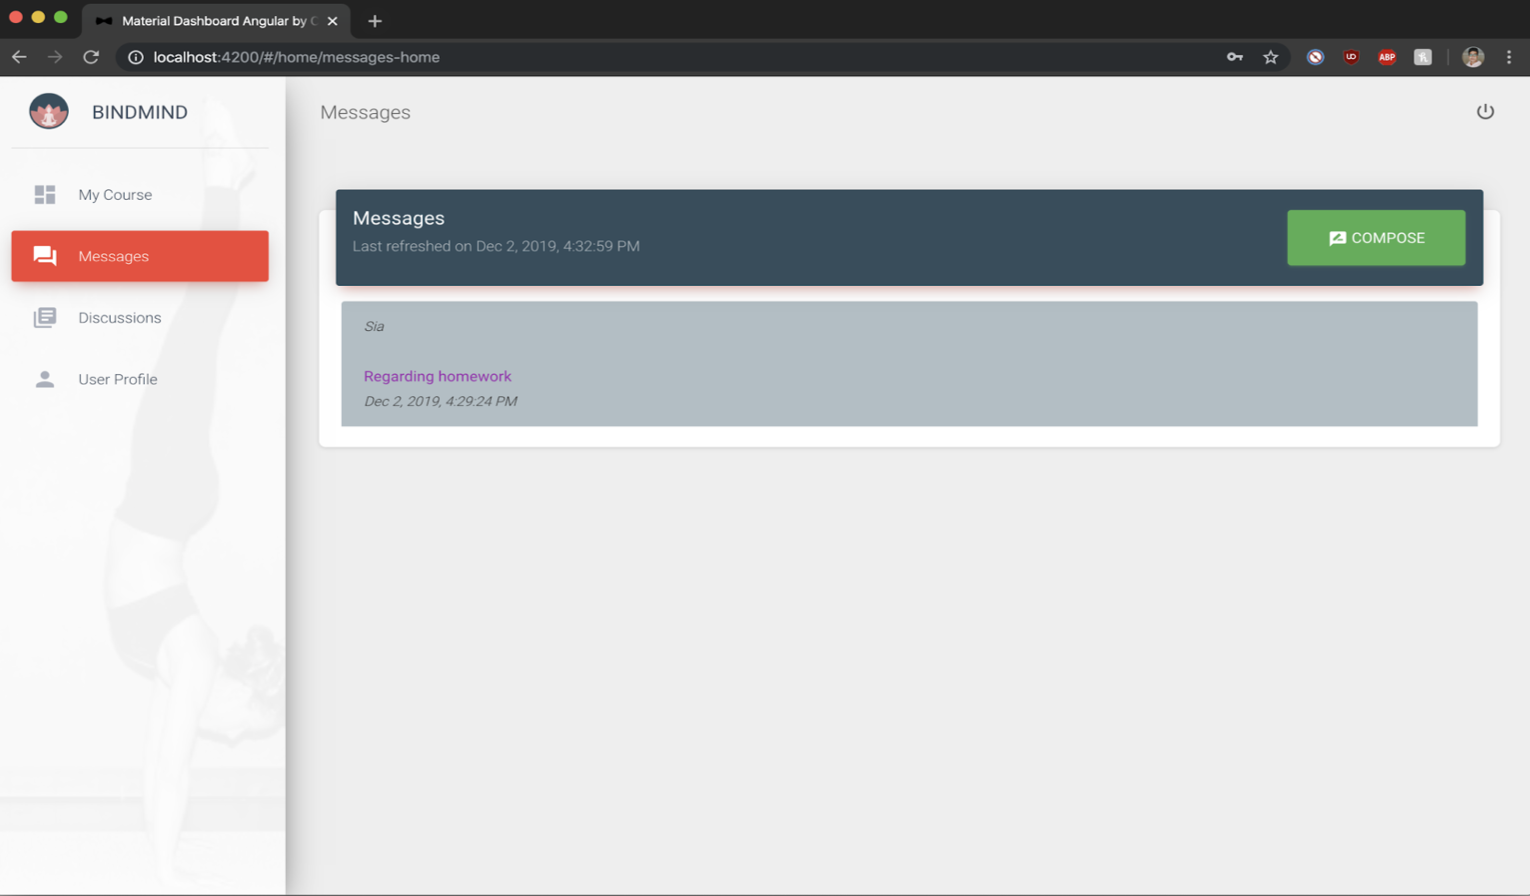 Material Dashboard Angular by C
localhost:4200/#/home/messages-home
UD
ABP
BINDMIND
Messages
My Course
Messages
Discussions
User Profile
Messages
Last refreshed on Dec 2, 2019, 4:32:59 PM
COMPOSE
Sia
Regarding homework
Dec 2, 2019, 4:29:24 PM